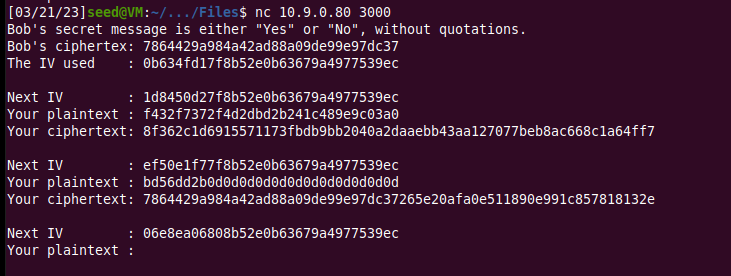 [03/21/23]seed@VM:~/.../Files$ nc 10.9.0.80 3000
Bob's secret message is either "Yes" or "No", without quotations.
Bob's ciphertex: 7864429a984a42ad88a09de99e97dc37
The IV used    : 0b634fd17f8b52e0b63679a4977539ec

Next IV        : 1d8450d27f8b52e0b63679a4977539ec
Your plaintext : f432f7372f4d2dbd2b241c489e9c03a0
Your ciphertext: 8f362c1d6915571173fbdb9bb2040a2daaebb43aa127077beb8ac668c1a64ff7

Next IV        : ef50e1f77f8b52e0b63679a4977539ec
Your plaintext : bd56dd2b0d0d0d0d0d0d0d0d0d0d0d0d
Your ciphertext: 7864429a984a42ad88a09de99e97dc37265e20afa0e511890e991c857818132e

Next IV        : 06e8ea06808b52e0b63679a4977539ec
Your plaintext :